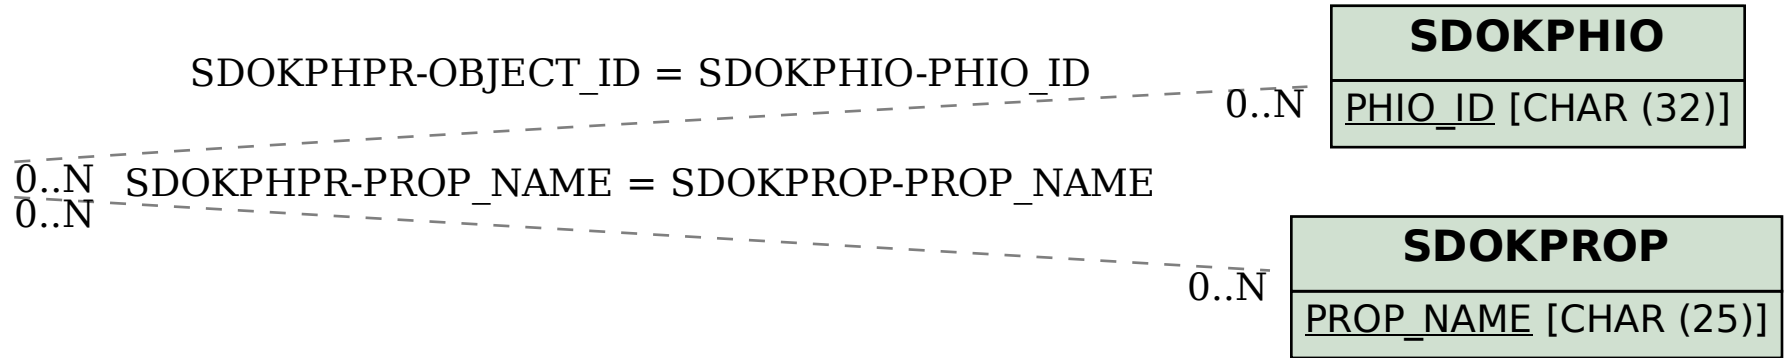 SDOKPHIO
SDOKPHPR-OBJECT_ID = SDOKPHIO-PHIO_ID
0..N
PHIO_ID [CHAR (32)]
0..N
SDOKPHPR-PROP_NAME = SDOKPROP-PROP_NAME
0..N
SDOKPROP
0..N
PROP_NAME [CHAR (25)]